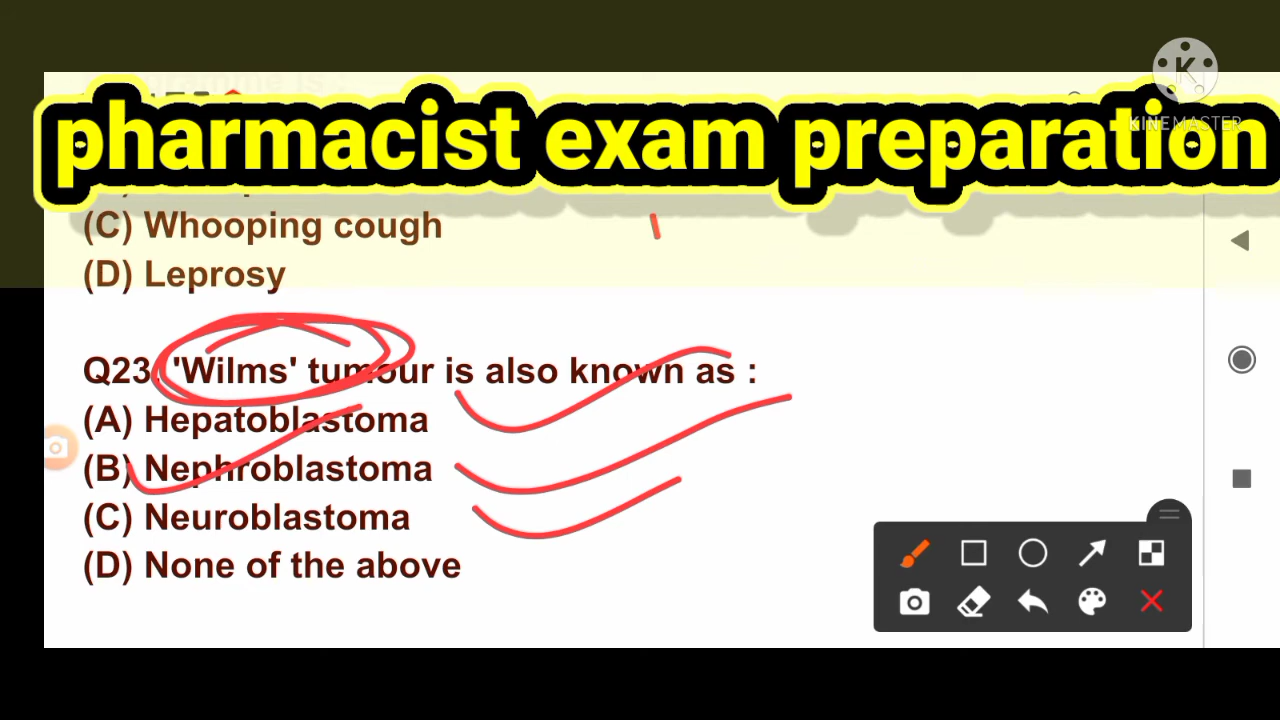 pharmacist exam preparation
KINEMASTER
(C) Whooping cough
(D) Leprosy
Q23. 'Wilms' tumour is also known as :
(A) Hepatoblastoma
(B) Nephroblastoma
(C) Neuroblastoma
(D) None of the above